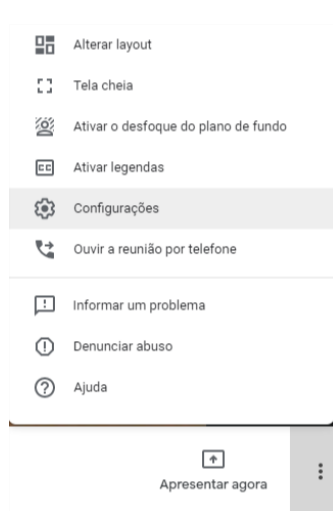 Alterar layout
Tela cheia
Ativar o desfoque do plano de fundo
CC Ativar legendas
Configurações
Ouvir a reunião por telefone
Informar um problema
Denunciar abuso
Ajuda
Apresentar agora